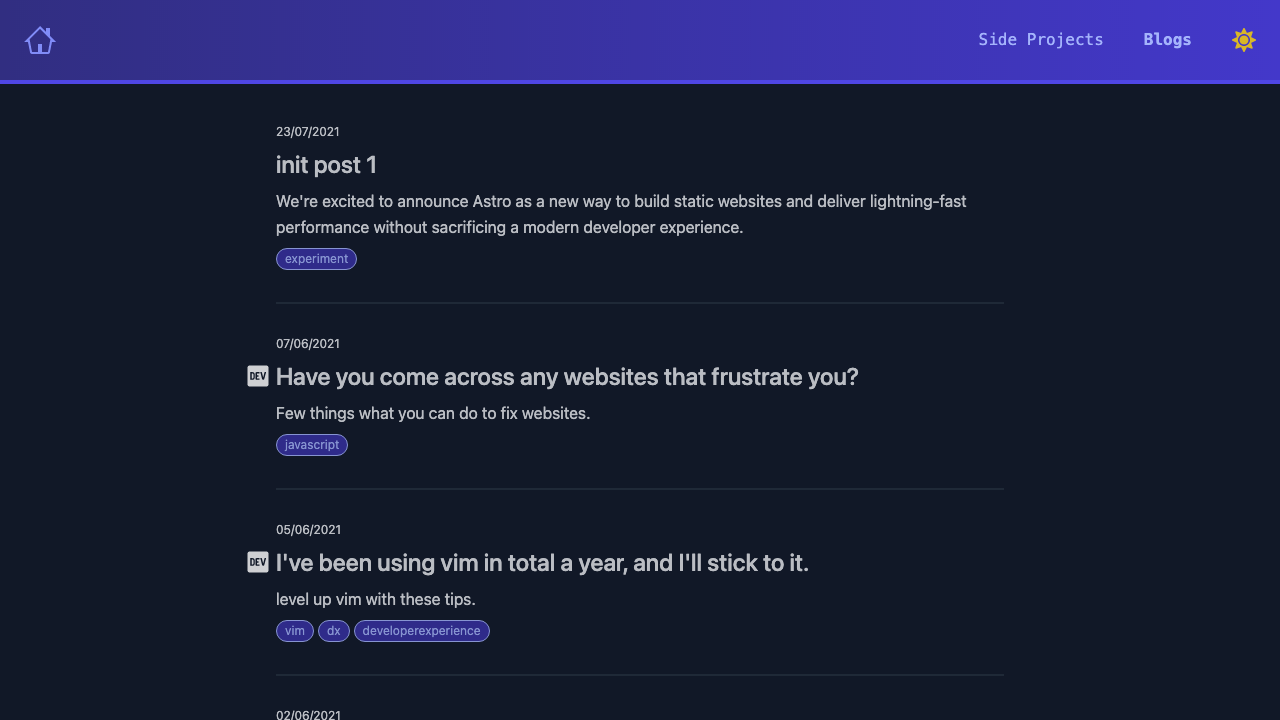 Side Projects
Blogs
23/07/2021
init post 1
We're excited to announce Astro as a new way to build static websites and deliver lightning-fast
performance without sacrificing a modern developer experience.
experiment
07/06/2021
DEV
Have you come across any websites that frustrate you?
Few things what you can do to fix websites.
javascript
05/06/2021
DEV
I've been using vim in total a year, and I'll stick to it.
level up vim with these tips.
vim
dx
developerexperience
02/06/2021